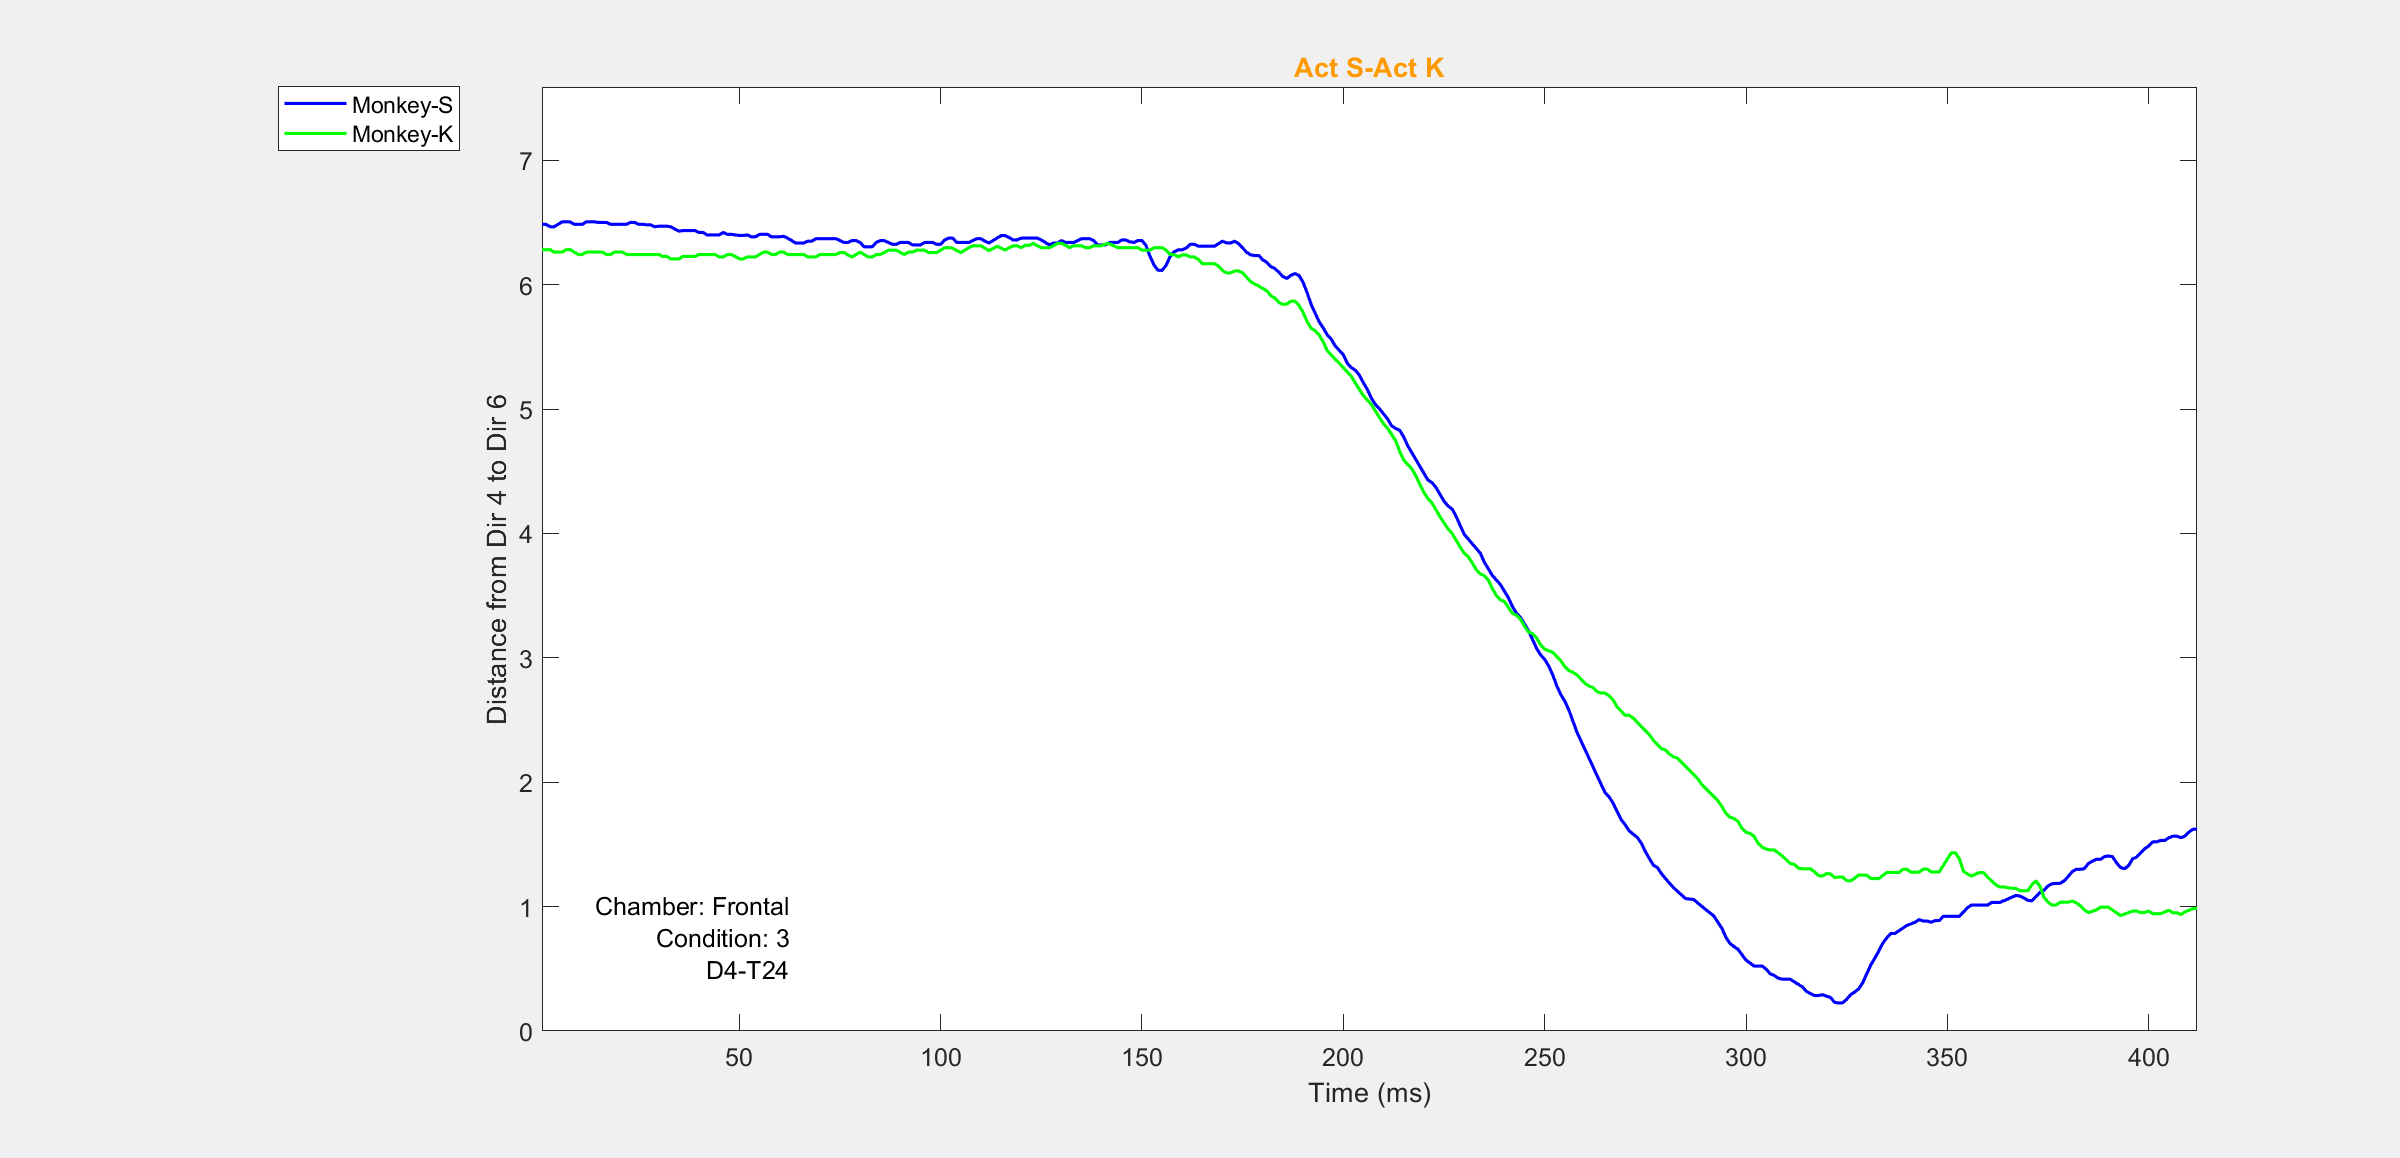 Act S-Act K
Monkey-S
Monkey-K
7
6
5
4
3
2
1
0
Distance from Dir 4 to Dir 6
Chamber: Frontal
Condition: 3
D4-T24
50 100 150 200 250 300 350 400
Time (ms)